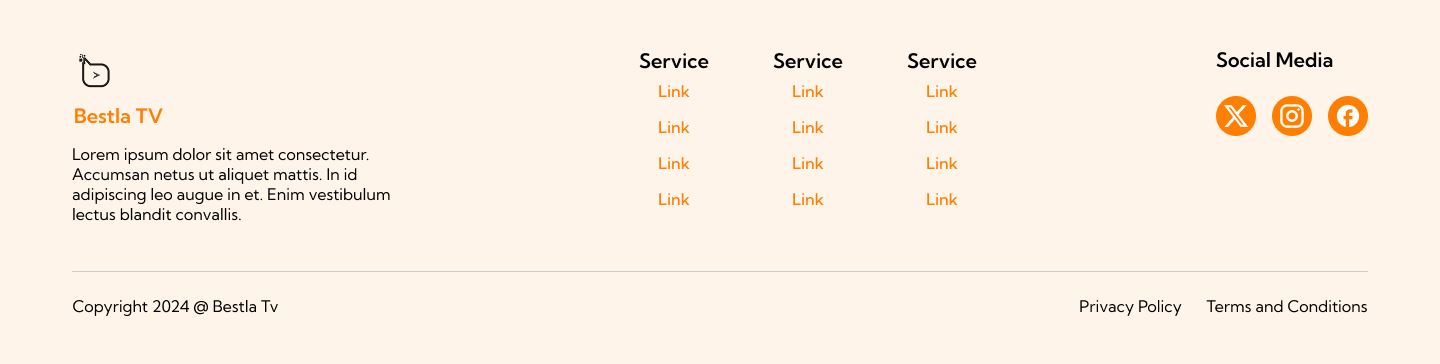 Bestla TV
Lorem ipsum dolor sit amet consectetur.
Accumsan netus ut aliquet mattis. In id
adipiscing leo augue in et. Enim vestibulum
lectus blandit convallis.
Service
Link
Link
Link
Link
Service
Link
Link
Link
Link
Service
Link
Link
Link
Link
Social Media
Copyright 2024 @ Bestla Tv
Privacy Policy
Terms and Conditions